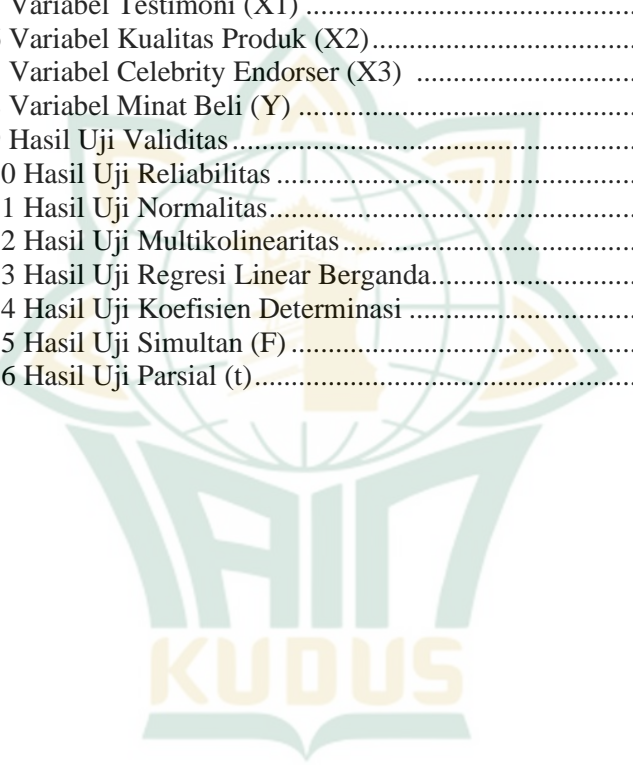 Variabel Testimoni (X1) ........................................................
Variabel Kualitas Produk (X2) ..............................................
Variabel Celebrity Endorser (X3) ........................................
Variabel Minat Beli (Y) .........................................................
Hasil Uji Validitas ...................................................................
0 Hasil Uji Reliabilitas ............................................................
1 Hasil Uji Normalitas .............................................................
2 Hasil Uji Multikolinearitas ...................................................
3 Hasil Uji Regresi Linear Berganda ......................................
4 Hasil Uji Koefisien Determinasi ..........................................
5 Hasil Uji Simultan (F) ..........................................................
6 Hasil Uji Parsial (t) ...............................................................
IAIN
KUDUS